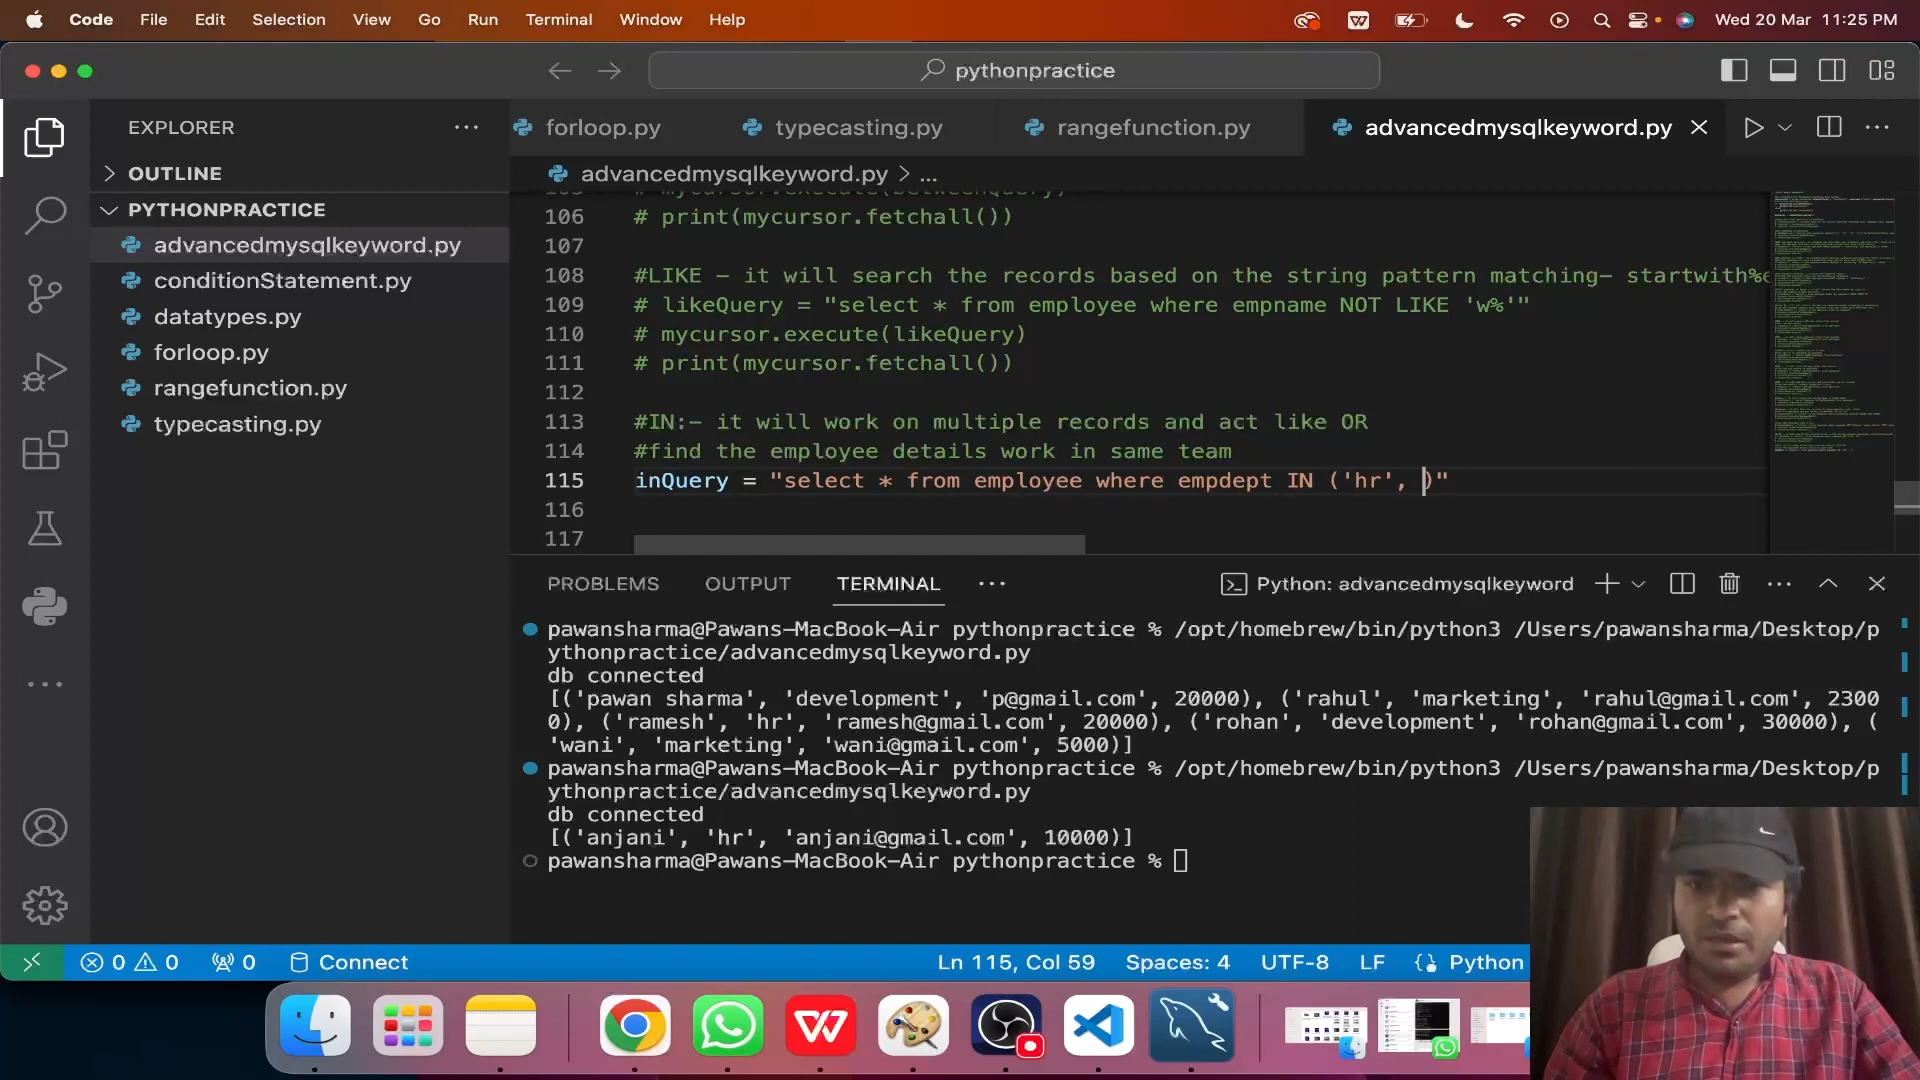 Code File Edit Selection View Go Run Terminal Window Help Wed 20 Mar 11:25 PM
pythonpractice
EXPLORER
forloop.py typecasting.py rangefunction.py advancedmysqlkeyword.py
OUTLINE
advancedmysqlkeyword.py > ...
PYTHONPRACTICE
advancedmysqlkeyword.py
conditionStatement.py
datatypes.py
forloop.py
rangefunction.py
typecasting.py
106 # print(mycursor.fetchall())
107
108 #LIKE - it will search the records based on the string pattern matching- startwith%
109 # likeQuery = "select * from employee where empname NOT LIKE 'w%'"
110 # mycursor.execute(likeQuery)
111 # print(mycursor.fetchall())
112
113 #IN:- it will work on multiple records and act like OR
114 #find the employee details work in same team
115 inQuery = "select * from employee where empdept IN ('hr', )"
116
117
PROBLEMS OUTPUT TERMINAL ... Python: advancedmysqlkeyword
pawansharma@Pawans-MacBook-Air pythonpractice % /opt/homebrew/bin/python3 /Users/pawansharma/Desktop/p
ythonpractice/advancedmysqlkeyword.py
db connected
[('pawan sharma', 'development', 'p@gmail.com', 20000), ('rahul', 'marketing', 'rahul@gmail.com', 2300
0), ('ramesh', 'hr', 'ramesh@gmail.com', 20000), ('rohan', 'development', 'rohan@gmail.com', 30000), (
'wani', 'marketing', 'wani@gmail.com', 5000)]
pawansharma@Pawans-MacBook-Air pythonpractice % /opt/homebrew/bin/python3 /Users/pawansharma/Desktop/p
ythonpractice/advancedmysqlkeyword.py
db connected
[('anjani', 'hr', 'anjani@gmail.com', 10000)]
pawansharma@Pawans-MacBook-Air pythonpractice %
0 0 0 Connect Ln 115, Col 59 Spaces: 4 UTF-8 LF Python